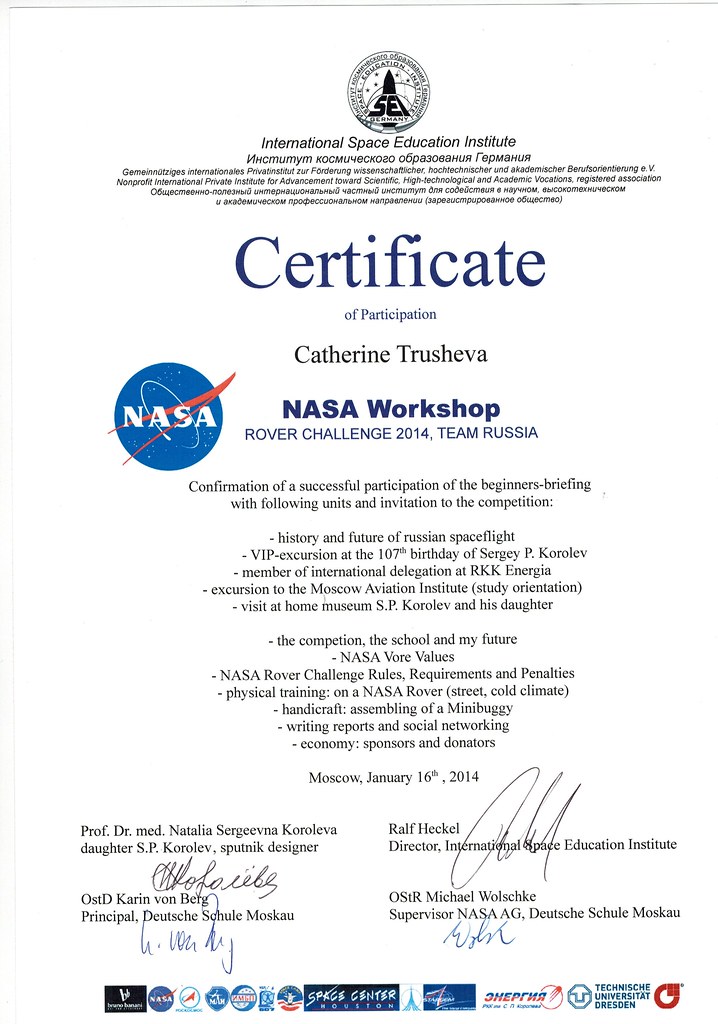 International Space Education Institute
Институт космического образования Германия
Gemeinnütziges internationales Privatinstitut zur Förderung wissenschaftlicher, hochtechnischer und akademischer Berufsorientierung e.V.
Nonprofit International Private Institute for Advancement toward Scientific, High-technological and Academic Vocations, registered association
Общественно-полезный интернациональный частный институт для содействия в научном, высокотехническом
и академическом профессиональном направлении (зарегистрированное общество)
Certificate
of Participation
Catherine Trusheva
NASA
NASA Workshop
ROVER CHALLENGE 2014, TEAM RUSSIA
Confirmation of a successful participation of the beginners-briefing
with following units and invitation to the competition:
- history and future of russian spaceflight
- VIP-excursion at the 107th birthday of Sergey P. Korolev
- member of international delegation at RKK Energia
- excursion to the Moscow Aviation Institute (study orientation)
- visit at home museum S.P. Korolev and his daughter
- the competion, the school and my future
- NASA Vore Values
- NASA Rover Challenge Rules, Requirements and Penalties
- physical training: on a NASA Rover (street, cold climate)
- handicraft: assembling of a Minibuggy
- writing reports and social networking
- economy: sponsors and donators
Moscow, January 16th , 2014
Prof. Dr. med. Natalia Sergeevna Koroleva
daughter S.P. Korolev, sputnik designer
Ralf Heckel
Director, International Space Education Institute
OstD Karin von Berg
Principal, Deutsche Schule Moskau
OStR Michael Wolschke
Supervisor NASA AG, Deutsche Schule Moskau
bruno banani
NASA
SPACE CENTER
HOUSTON
ЭНЕРГИЯ
TECHNISCHE
UNIVERSITÄT
DRESDEN